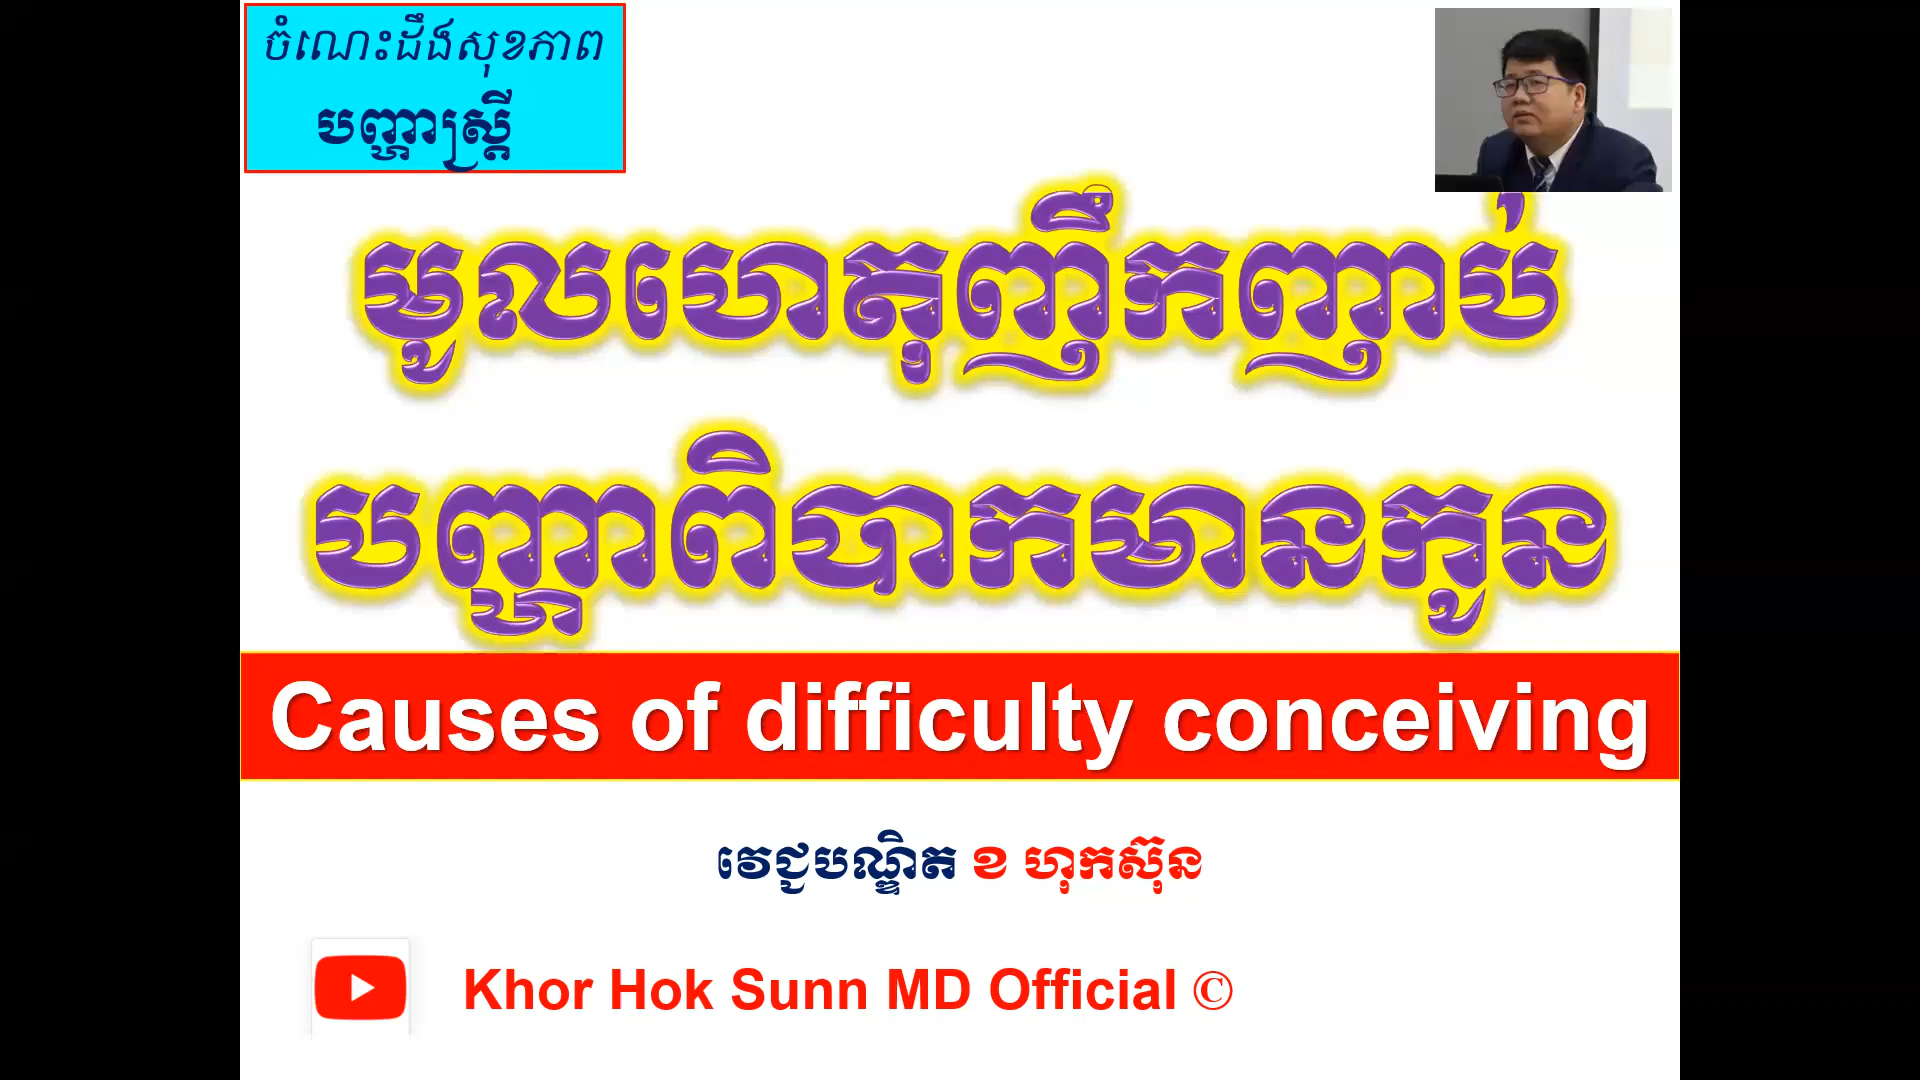 ចំណេះដឹងសុខភាព
បញ្ហាស្ត្រី
មូលហេតុញឹកញាប់
បញ្ហាពិបាកមានកូន
Causes of difficulty conceiving
វេជ្ជបណ្ឌិត ខ ហុកស៊ុន
Khor Hok Sunn MD Official ©